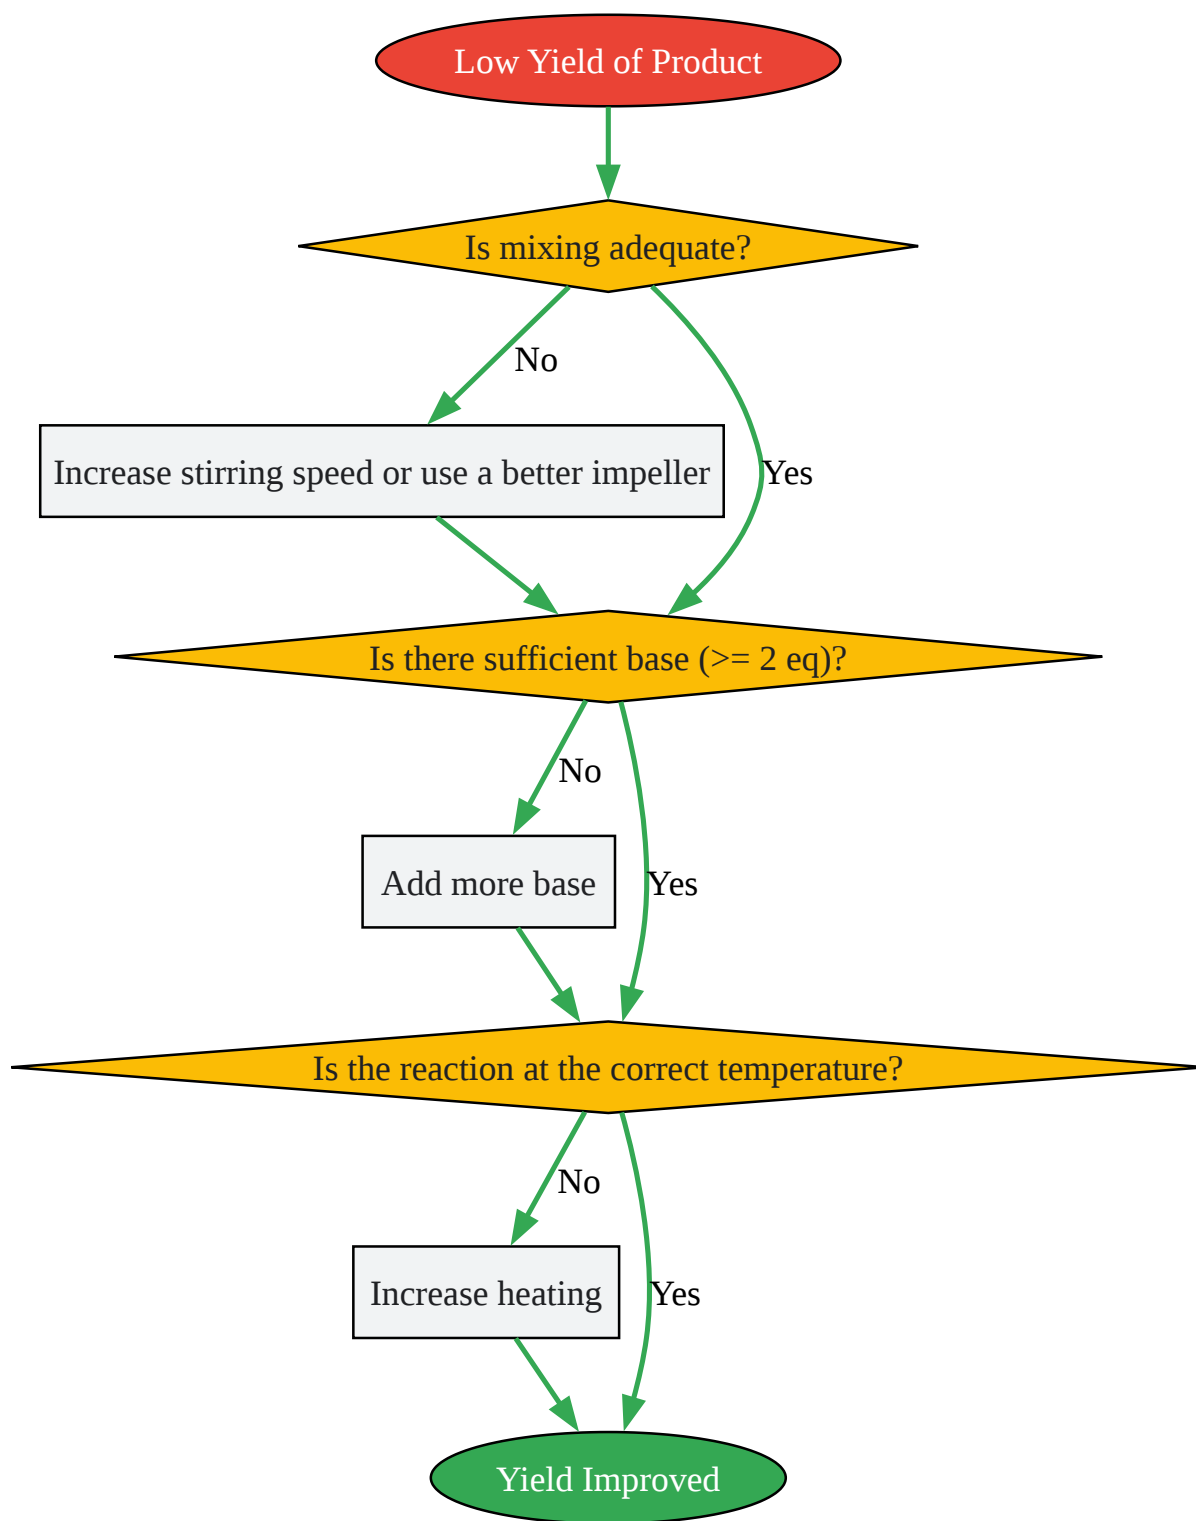 Low Yield of Product
Is mixing adequate?
No
Increase stirring speed or use a better impeller
Yes
Is there sufficient base (>= 2 eq)?
No
Add more base
Yes
Is the reaction at the correct temperature?
No
Increase heating
Yes
Yield Improved